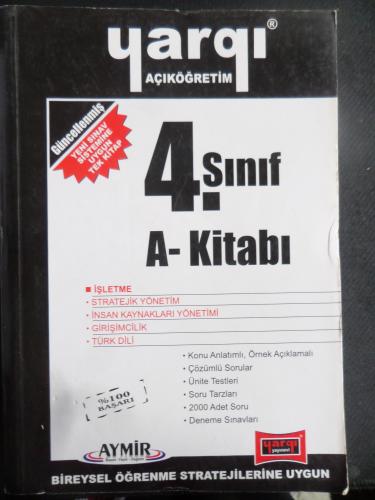 yargı®
AÇIKÖĞRETİM
Güncellenmiş
YENİ SINAV
SİSTEMİNE
UYGUN
TEK KİTAP
4.Sınıf
A- Kitabı
İŞLETME
STRATEJİK YÖNETİM
İNSAN KAYNAKLARI YÖNETİMİ
GİRİŞİMCİLİK
TÜRK DİLİ
• Konu Anlatımlı, Örnek Açıklamalı
• Çözümlü Sorular
• Ünite Testleri
• Soru Tarzları
• 2000 Adet Soru
• Deneme Sınavları
%100
BAŞARI
AYMİR
yargı
yayınevi
BİREYSEL ÖĞRENME STRATEJİLERİNE UYGUN